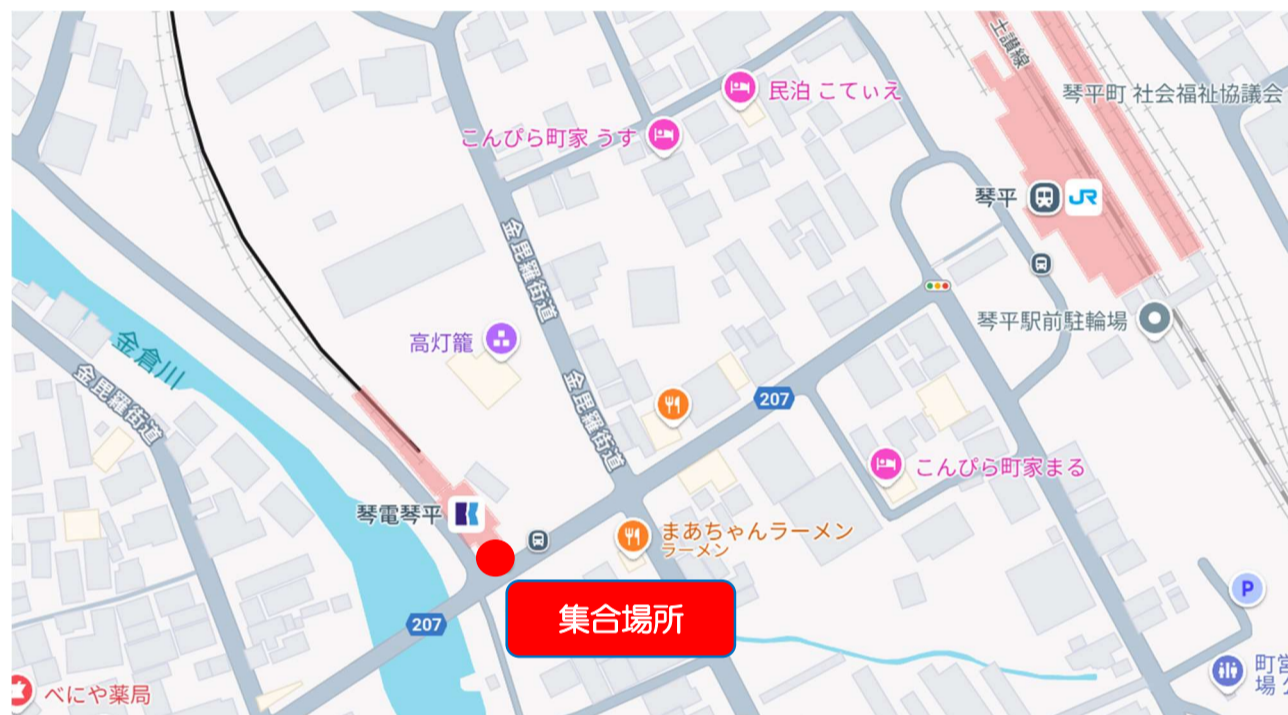 土讃線
民泊 こてぃえ
琴平町 社会福祉協議会
こんぴら町家 うす
琴平
JR
金毘羅街道
高灯籠
琴平駅前駐輪場
金倉川
金毘羅街道
金毘羅街道
207
こんぴら町家まる
琴電琴平
まあちゃんラーメン
ラーメン
P
集合場所
207
町営
場
べにや薬局